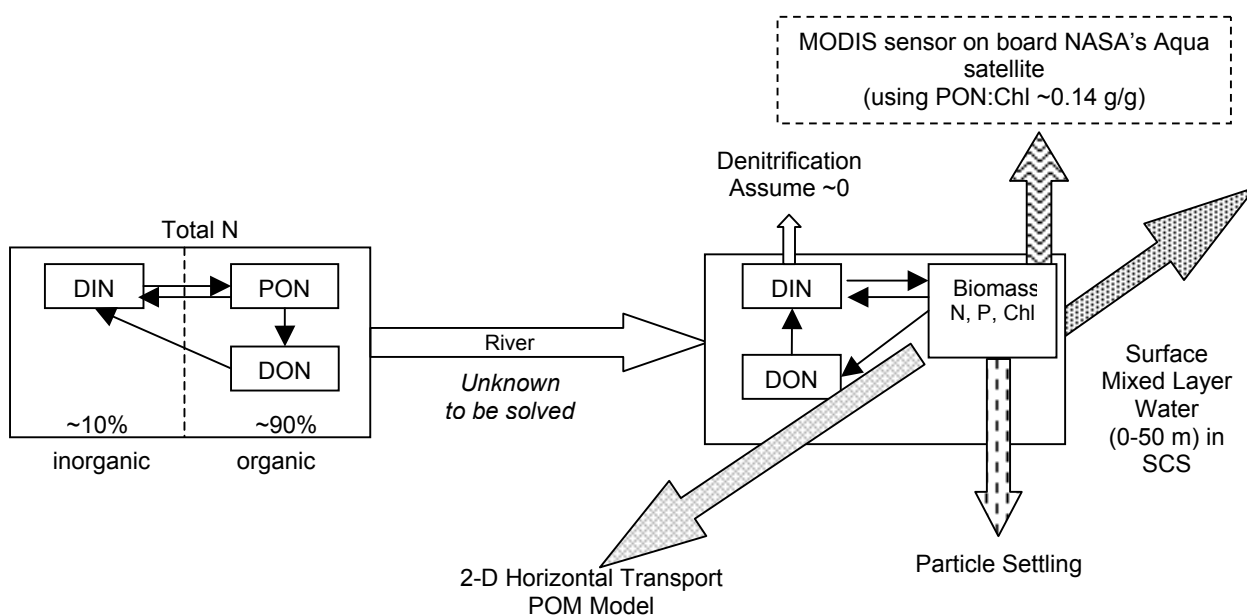 MODIS sensor on board NASA's Aqua
satellite
(using PON:Chl ~0.14 g/g)
Denitrification
Assume ~0
Total N
DIN
PON
DON
~10%
inorganic
~90%
organic
River
Unknown
to be solved
DIN
DON
Biomass
N, P, Chl
Surface
Mixed Layer
Water
(0-50 m) in
SCS
2-D Horizontal Transport
POM Model
Particle Settling